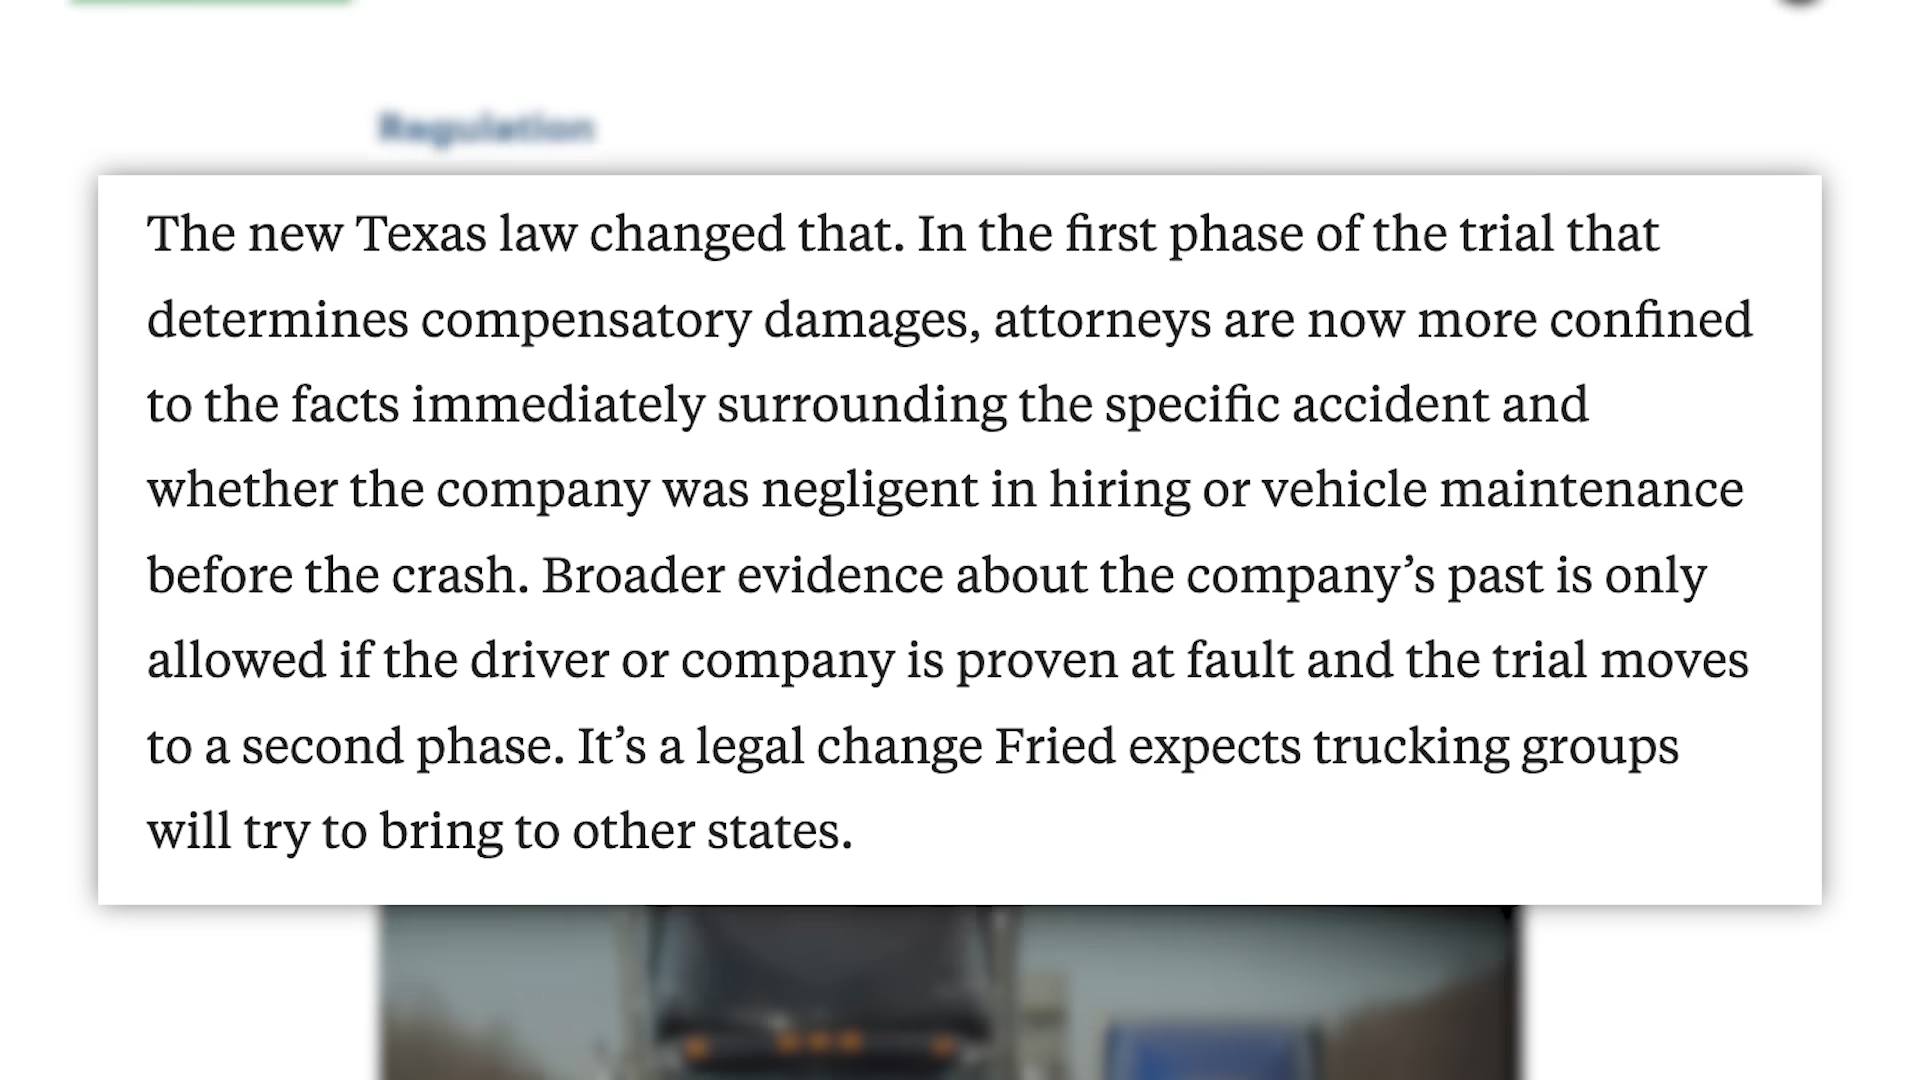 Regulation
The new Texas law changed that. In the first phase of the trial that
determines compensatory damages, attorneys are now more confined
to the facts immediately surrounding the specific accident and
whether the company was negligent in hiring or vehicle maintenance
before the crash. Broader evidence about the company’s past is only
allowed if the driver or company is proven at fault and the trial moves
to a second phase. It’s a legal change Fried expects trucking groups
will try to bring to other states.